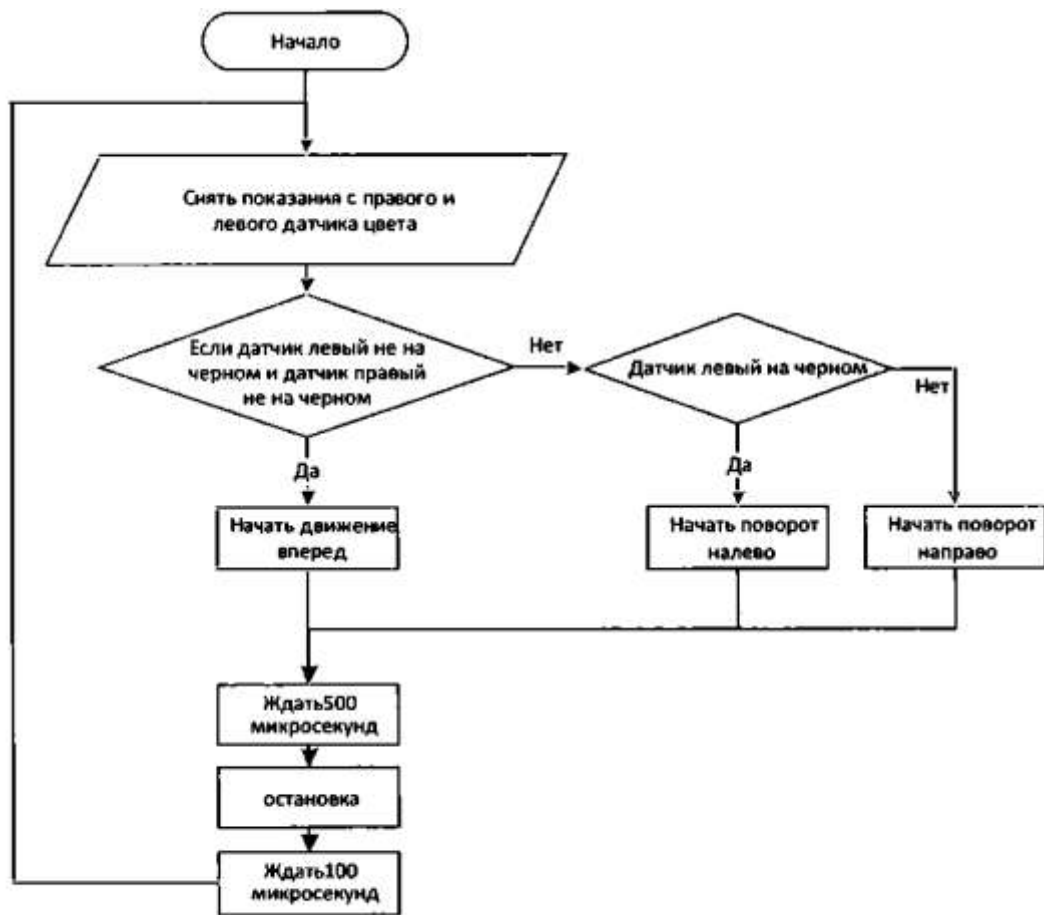 Начало
Снять показания с правого и
левого датчика цвета
Если датчик левый не на
черном и датчик правый
не на черном
Нет
Датчик левый на черном
Нет
Да
Да
Начать движение
вперед
Начать поворот
налево
Начать поворот
направо
Ждать500
микросекунд
остановка
Ждать100
микросекунд